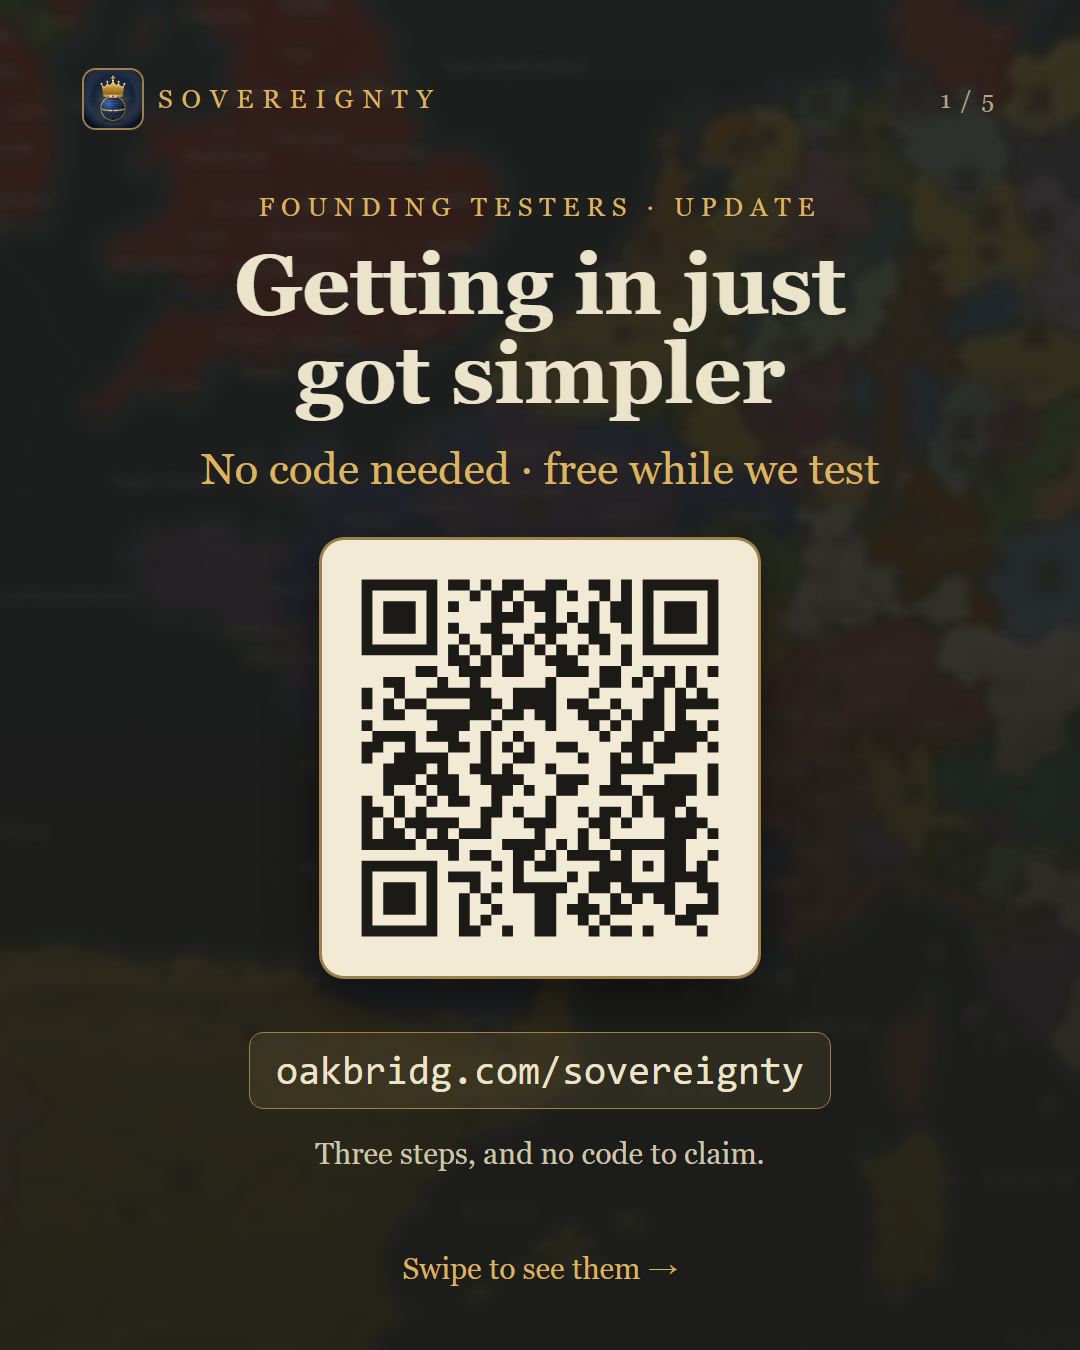 SOVEREIGNTY
1 / 5
FOUNDING TESTERS · UPDATE
Getting in just
got simpler
No code needed · free while we test
oakbridg.com/sovereignty
Three steps, and no code to claim.
Swipe to see them →